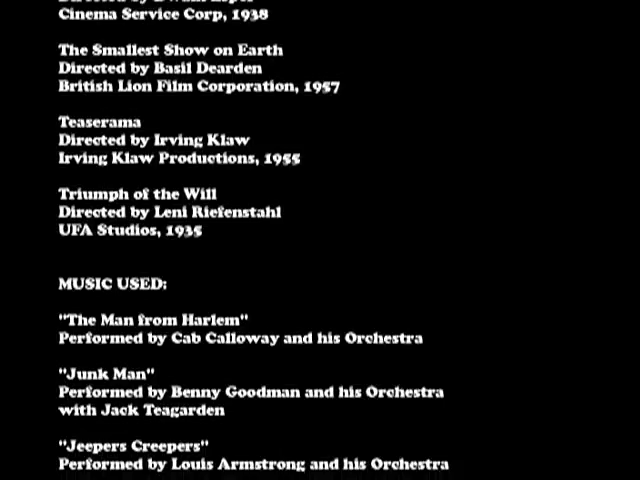 Cinema Service Corp, 1938
The Smallest Show on Earth
Directed by Basil Dearden
British Lion Film Corporation, 1957
Teaserama
Directed by Irving Klaw
Irving Klaw Productions, 1955
Triumph of the Will
Directed by Leni Riefenstahl
UFA Studios, 1935
MUSIC USED:
"The Man from Harlem"
Performed by Cab Calloway and his Orchestra
"Junk Man"
Performed by Benny Goodman and his Orchestra
with Jack Teagarden
"Jeepers Creepers"
Performed by Louis Armstrong and his Orchestra